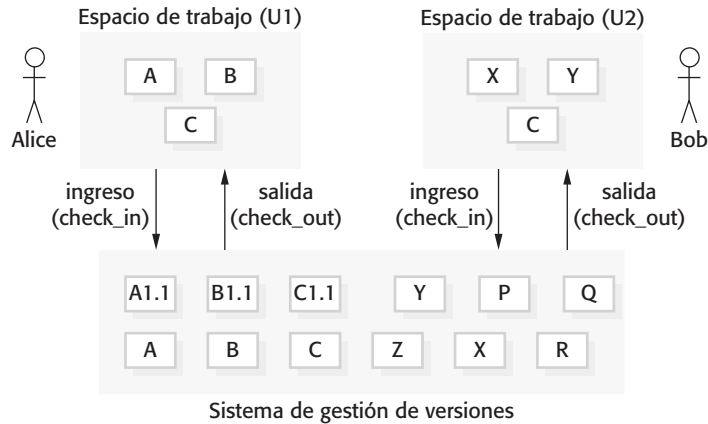 Espacio de trabajo (U1)
Espacio de trabajo (U2)
A
B
X
Y
C
C
Alice
Bob
ingreso
(check_in)
salida
(check_out)
ingreso
(check_in)
salida
(check_out)
A1.1
B1.1
C1.1
Y
P
Q
A
B
C
Z
X
R
Sistema de gestión de versiones